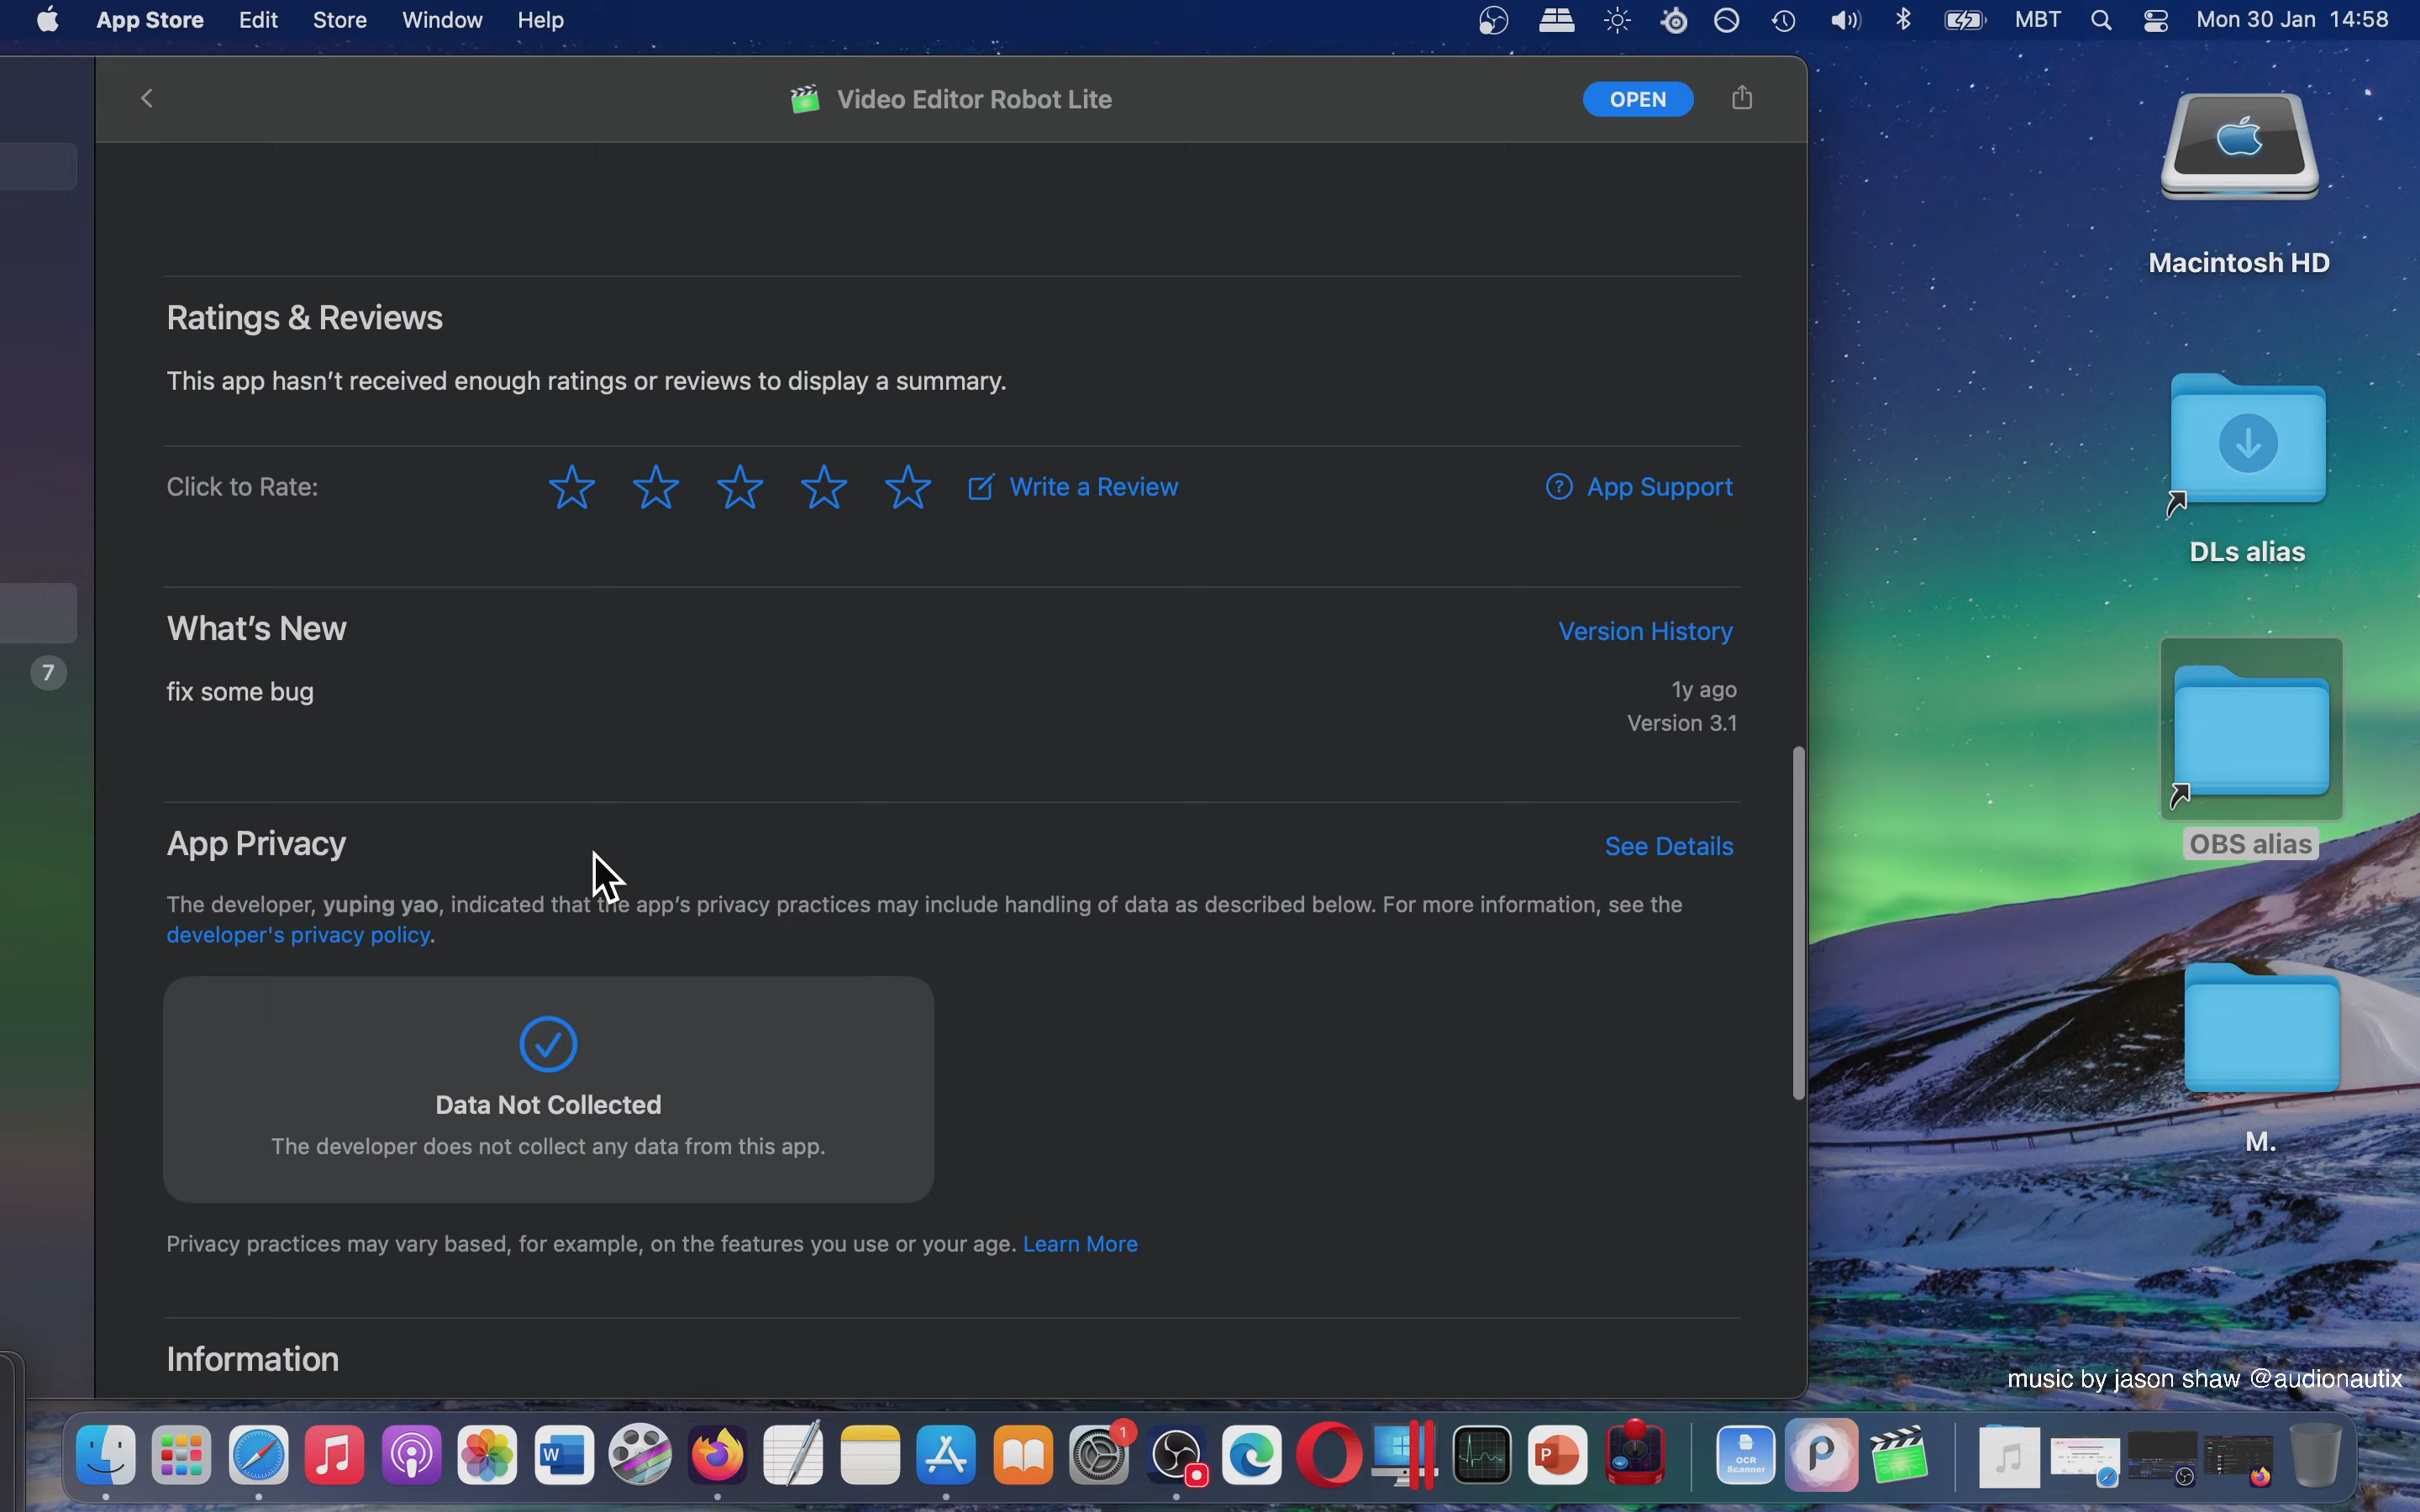 App Store Edit Store Window Help MBT Mon 30 Jan 14:58
Video Editor Robot Lite
OPEN
Macintosh HD
Ratings & Reviews
This app hasn't received enough ratings or reviews to display a summary.
Click to Rate:
Write a Review
? App Support
DLs alias
What's New
Version History
7
fix some bug
1y ago
Version 3.1
App Privacy
See Details
OBS alias
The developer, yuping yao, indicated that the app's privacy practices may include handling of data as described below. For more information, see the
developer's privacy policy.
Data Not Collected
The developer does not collect any data from this app.
M.
Privacy practices may vary based, for example, on the features you use or your age. Learn More
Information
music by jason shaw @audionautix
W
1
P
OCR
Scanner
P